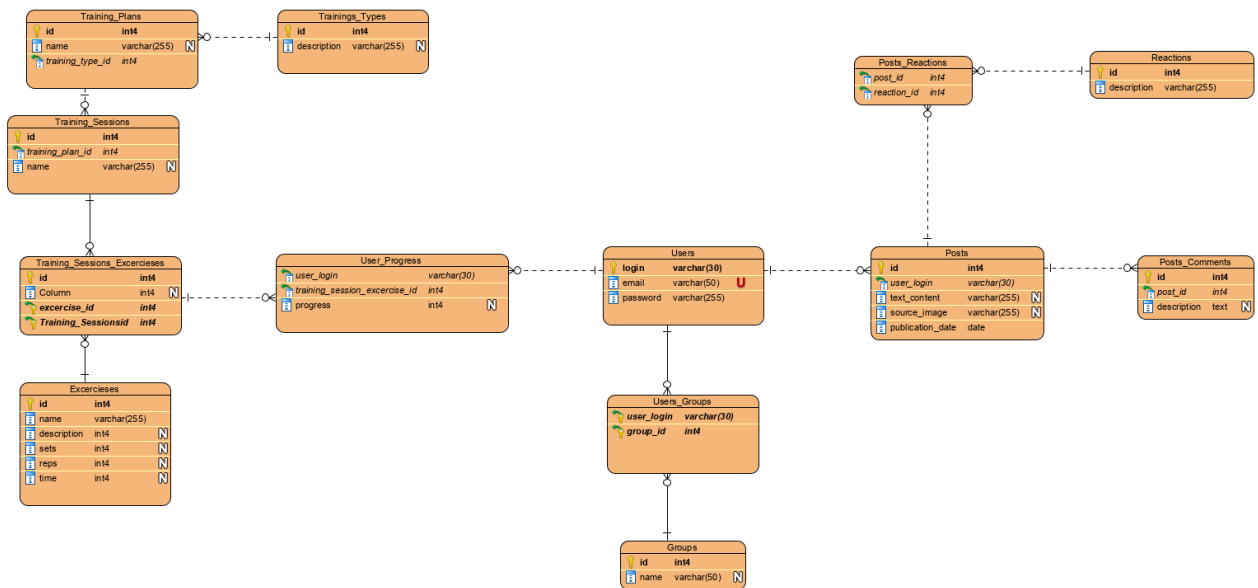 Training_Plans
id int4
name varchar(255) N
training_type_id int4
Trainings_Types
id int4
description varchar(255) N
Posts_Reactions
post_id int4
reaction_id int4
Reactions
id int4
description varchar(255)
Training_Sessions
id int4
training_plan_id int4
name varchar(255) N
Training_Sessions_Excercieses
id int4
Column int4 N
excercise_id int4
Training_Sessionsid int4
User_Progress
user_login varchar(30)
training_session_excercise_id int4
progress int4 N
Users
login varchar(30)
email varchar(50) U
password varchar(255)
Posts
id int4
user_login varchar(30)
text_content varchar(255) N
source_image varchar(255) N
publication_date date
Posts_Comments
id int4
post_id int4
description text N
Excercieses
id int4
name varchar(255)
description int4 N
sets int4 N
reps int4 N
time int4 N
Users_Groups
user_login varchar(30)
group_id int4
Groups
id int4
name varchar(50) N